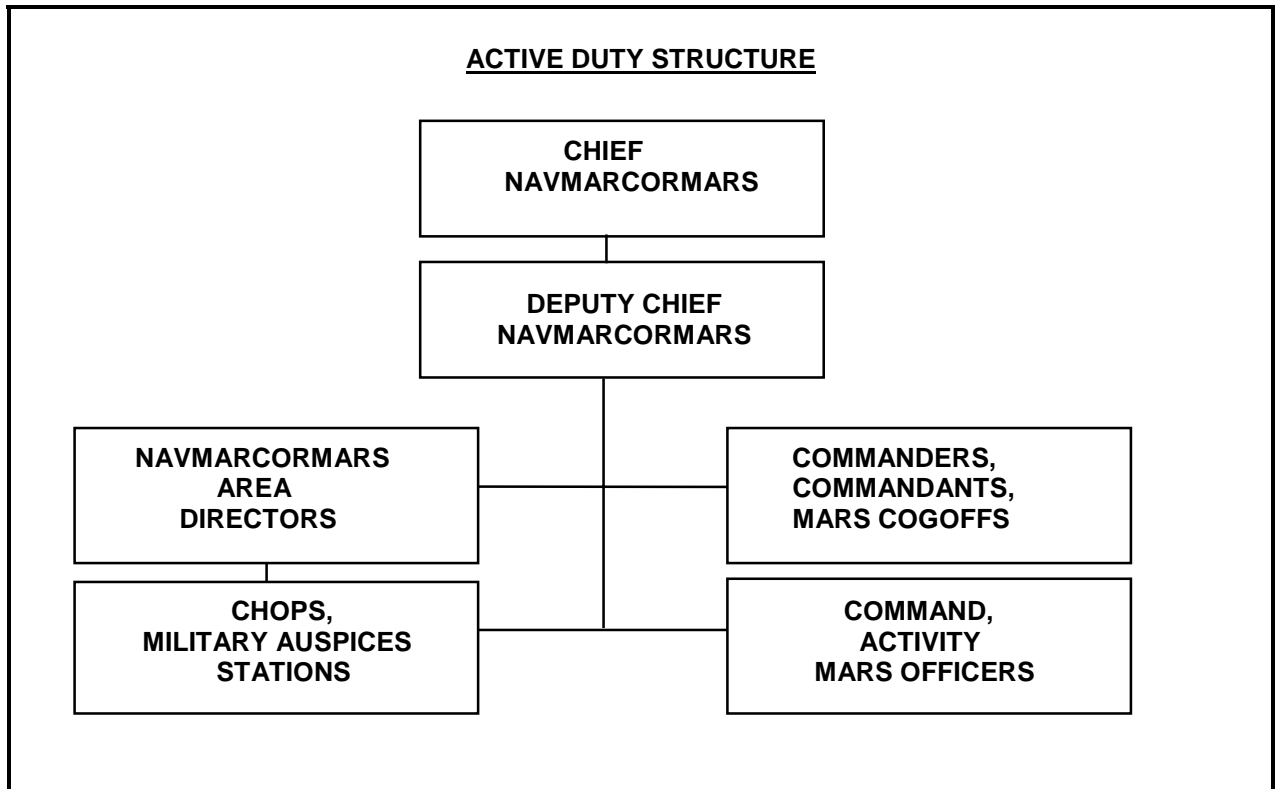 ACTIVE DUTY STRUCTURE
CHIEF
NAVMARCORMARS
DEPUTY CHIEF
NAVMARCORMARS
NAVMARCORMARS
AREA
DIRECTORS
COMMANDERS,
COMMANDANTS,
MARS COGOFFS
CHOPS,
MILITARY AUSPICES
STATIONS
COMMAND,
ACTIVITY
MARS OFFICERS